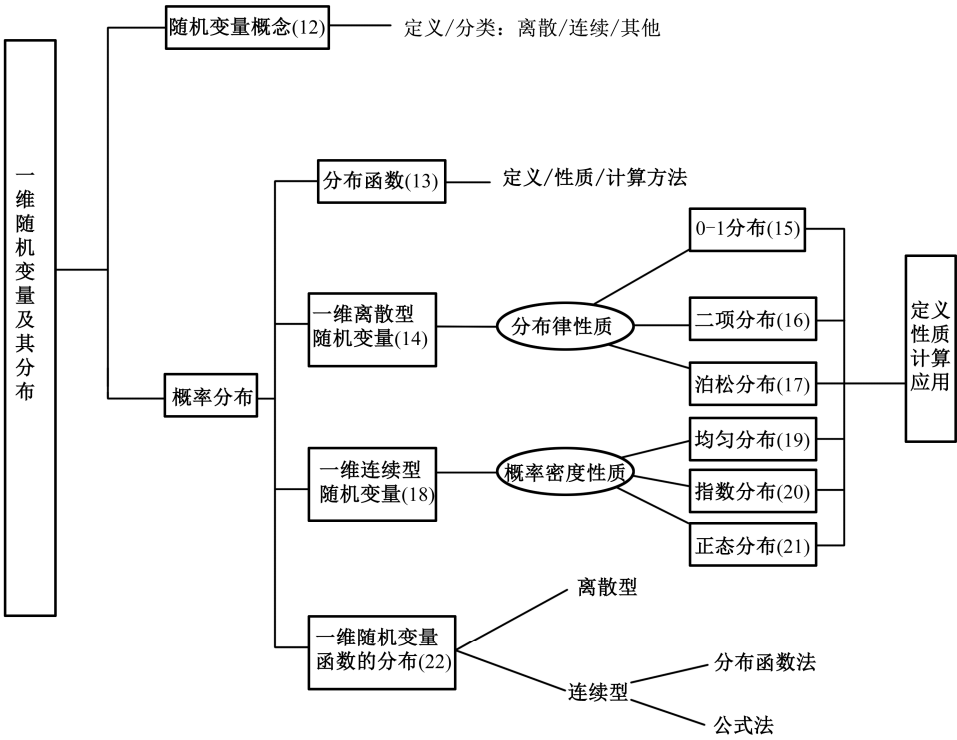 随机变量概念(12)
定义/分类：离散/连续/其他
一维随机变量及其分布
分布函数(13)
定义/性质/计算方法
0-1分布(15)
一维离散型
随机变量(14)
分布律性质
二项分布(16)
泊松分布(17)
定义
性质
计算
应用
概率分布
均匀分布(19)
一维连续型
随机变量(18)
概率密度性质
指数分布(20)
正态分布(21)
离散型
一维随机变量
函数的分布(22)
连续型
分布函数法
公式法